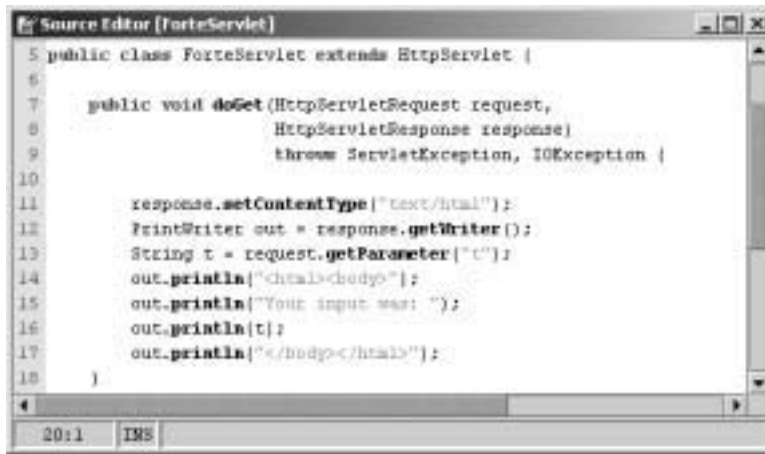 Source Editor [ForteServlet]
5 public class ForteServlet extends HttpServlet {
6
7 public void doGet(HttpServletRequest request,
8 HttpServletResponse response)
9 throws ServletException, IOException {
10
11 response.setContentType("text/html");
12 PrintWriter out = response.getWriter();
13 String t = request.getParameter("t");
14 out.println("<html><body>");
15 out.println("Your input was: ");
16 out.println(t);
17 out.println("</body></html>");
18 }
20:1 INS